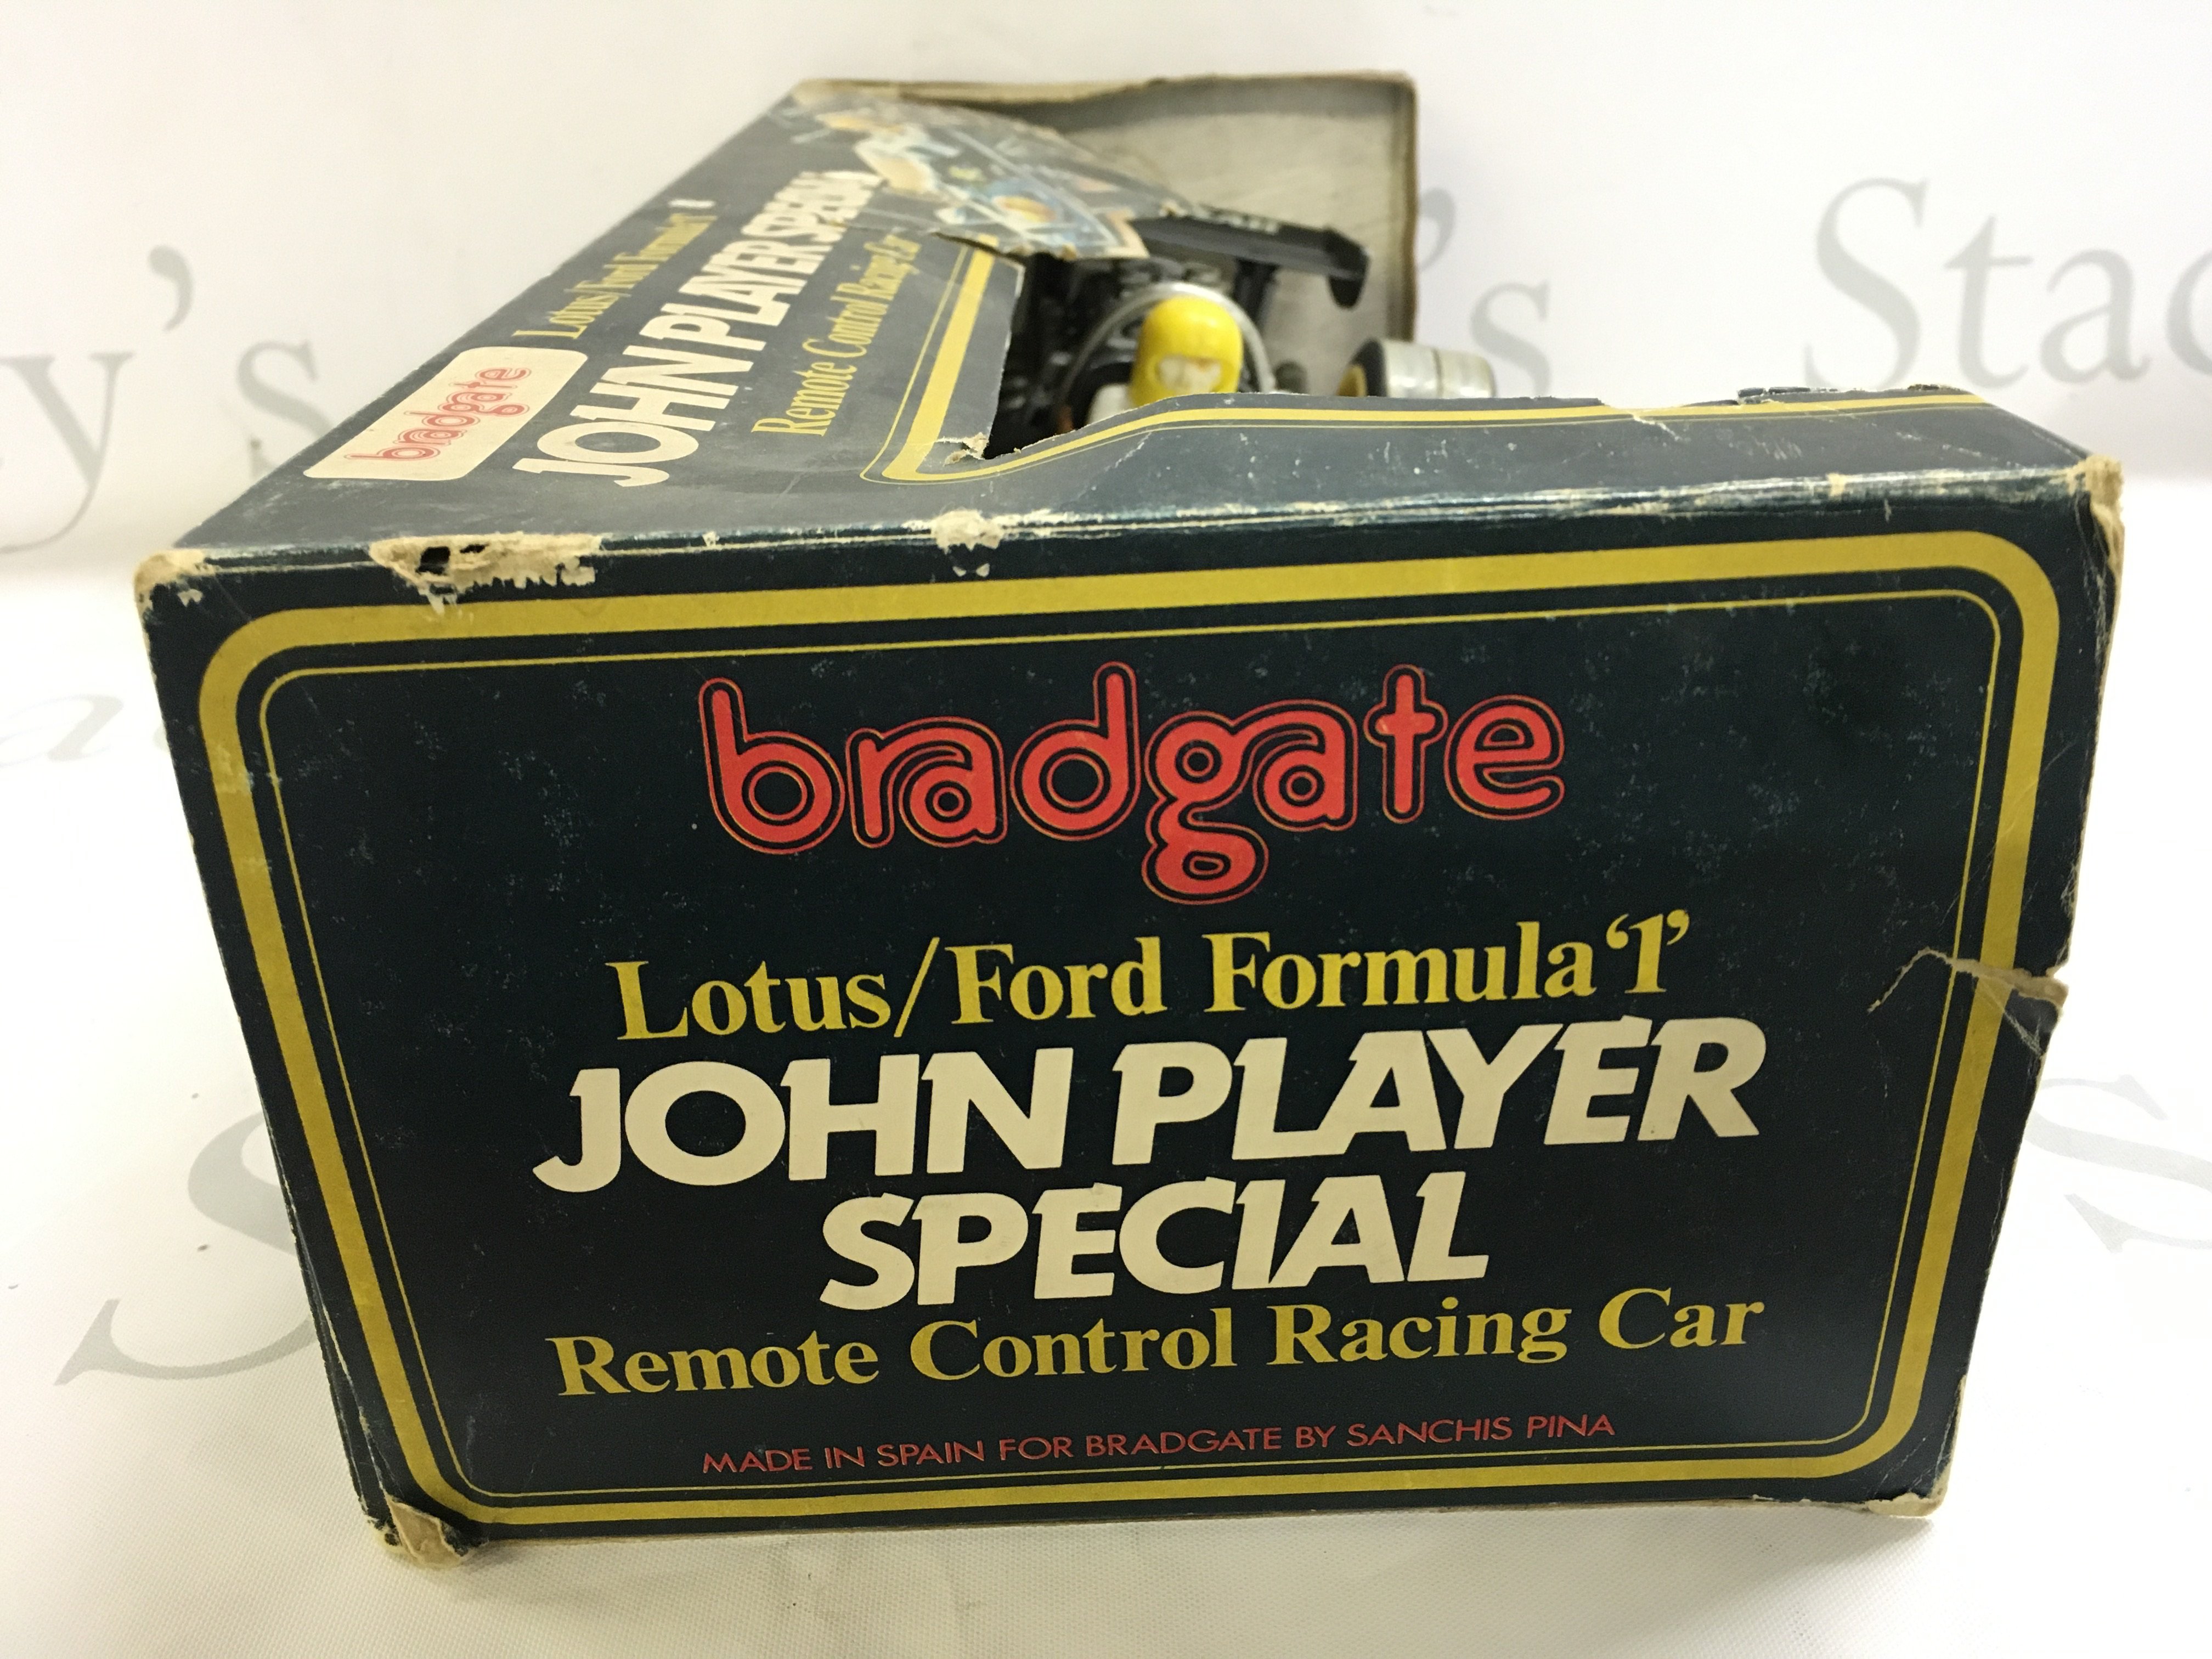 Stacey's
bradgate
Lotus/Ford Formula '1'
JOHN PLAYER SPECIAL
Remote Control Racing Car
bradgate
Lotus/Ford Formula '1'
JOHN PLAYER
SPECIAL
Remote Control Racing Car
MADE IN SPAIN FOR BRADGATE BY SANCHIS PINA